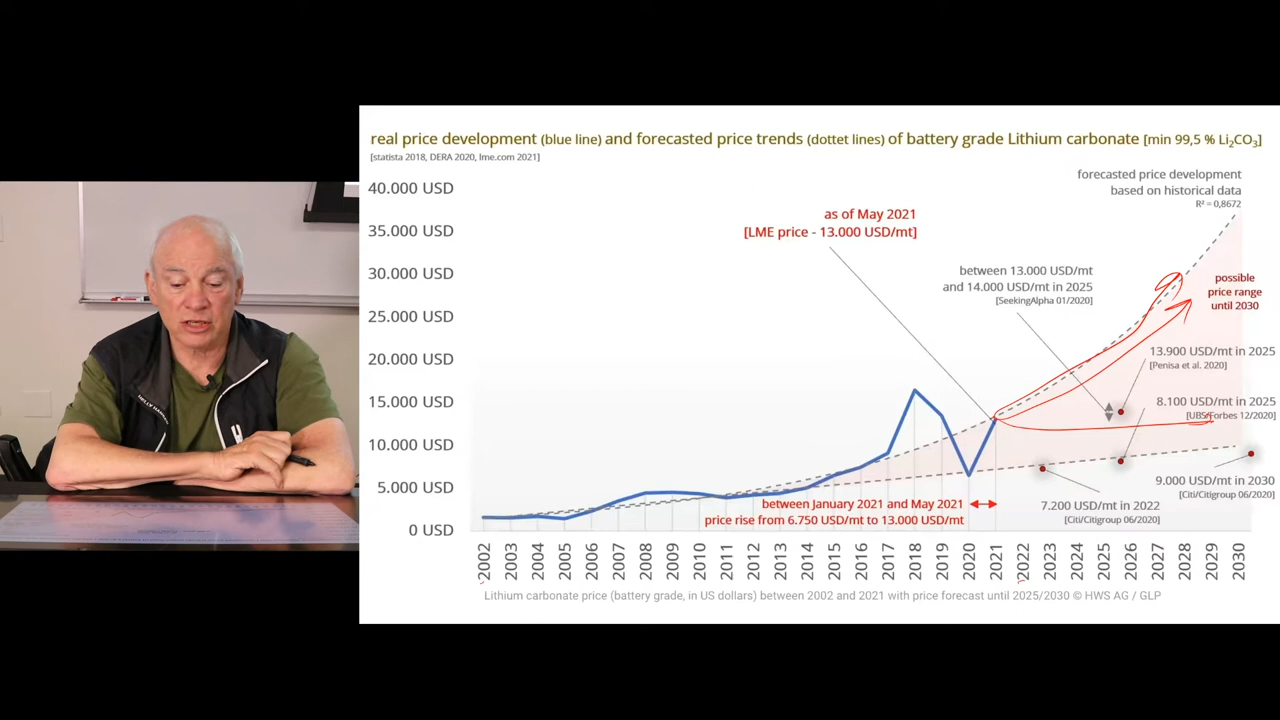 real price development (blue line) and forecasted price trends (dottet lines) of battery grade Lithium carbonate [min 99,5 % Li₂CO₃]
[statista 2018, DERA 2020, lme.com 2021]
40.000 USD
35.000 USD
30.000 USD
25.000 USD
20.000 USD
15.000 USD
10.000 USD
5.000 USD
0 USD
forecasted price development
based on historical data
R² = 0,8672
as of May 2021
[LME price - 13.000 USD/mt]
between 13.000 USD/mt
and 14.000 USD/mt in 2025
[SeekingAlpha 01/2020]
possible
price range
until 2030
13.900 USD/mt in 2025
[Penisa et al. 2020]
8.100 USD/mt in 2025
[UBS/Forbes 12/2020]
9.000 USD/mt in 2030
[Citi/Citigroup 06/2020]
between January 2021 and May 2021
price rise from 6.750 USD/mt to 13.000 USD/mt
7.200 USD/mt in 2022
[Citi/Citigroup 06/2020]
2002 2003 2004 2005 2006 2007 2008 2009 2010 2011 2012 2013 2014 2015 2016 2017 2018 2019 2020 2021 2022 2023 2024 2025 2026 2027 2028 2029 2030
Lithium carbonate price (battery grade, in US dollars) between 2002 and 2021 with price forecast until 2025/2030 © HWS AG / GLP